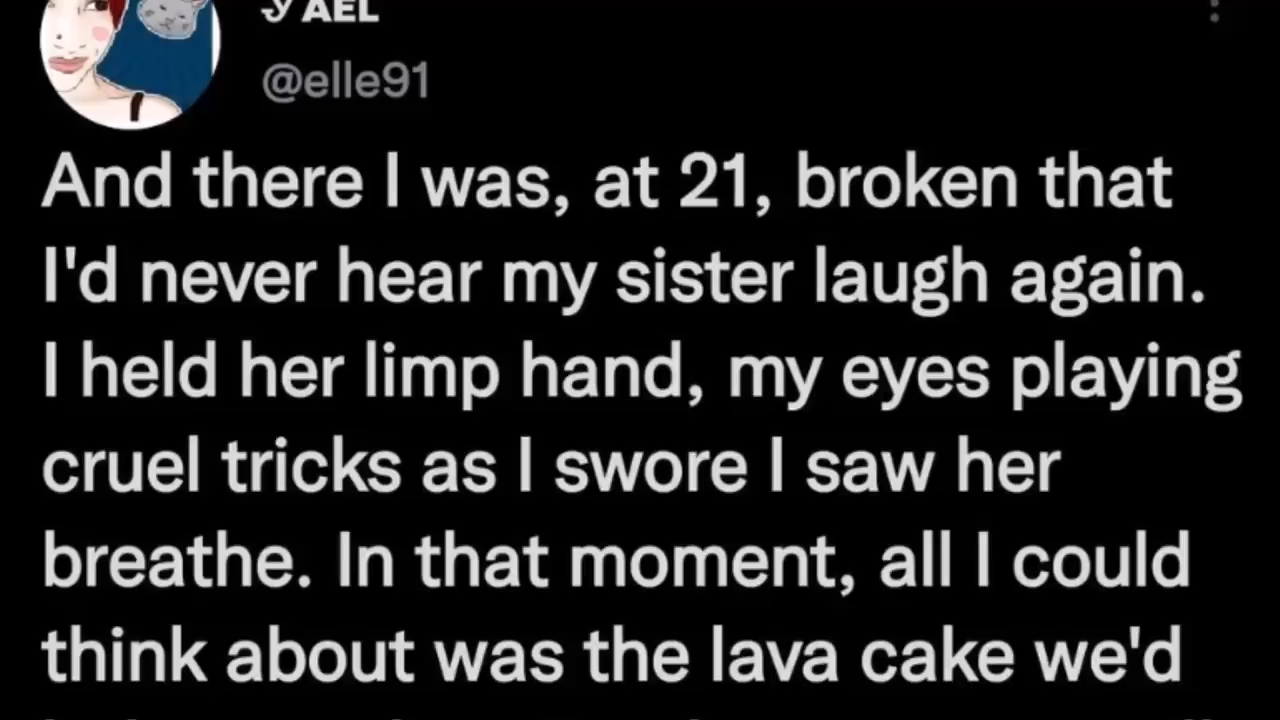 AEL
@elle91
And there I was, at 21, broken that
I'd never hear my sister laugh again.
I held her limp hand, my eyes playing
cruel tricks as I swore I saw her
breathe. In that moment, all I could
think about was the lava cake we'd